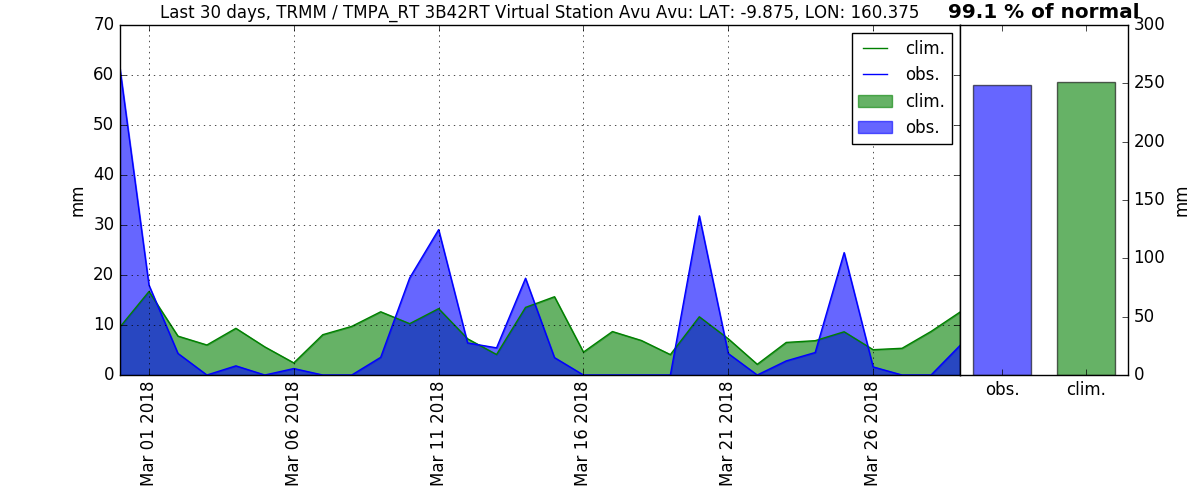 Last 30 days, TRMM / TMPA_RT 3B42RT Virtual Station Avu Avu: LAT: -9.875, LON: 160.375
99.1 % of normal
70
60
50
40
30
20
10
0
mm
clim.
obs.
clim.
obs.
Mar 01 2018
Mar 06 2018
Mar 11 2018
Mar 16 2018
Mar 21 2018
Mar 26 2018
300
250
200
150
100
50
0
mm
obs.
clim.